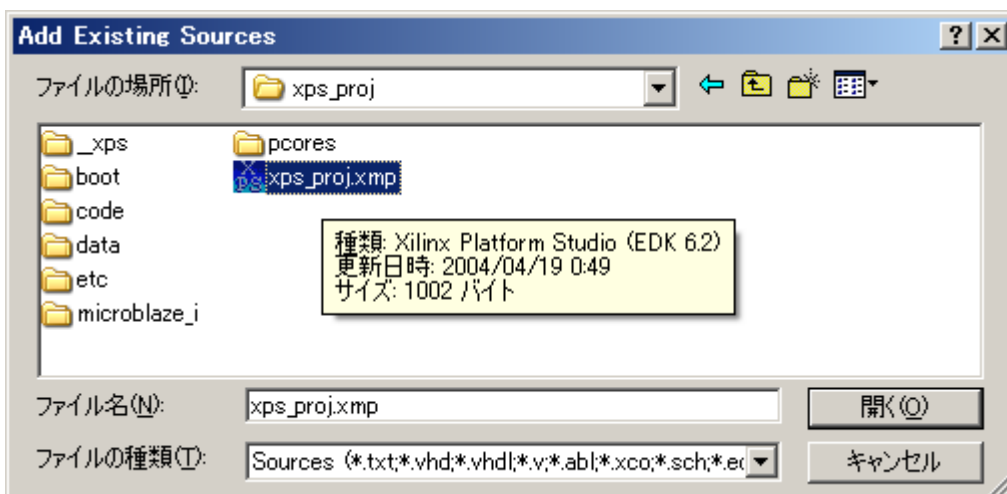 Add Existing Sources
ファイルの場所(I):
xps_proj
_xps
pcores
boot
xps_proj.xmp
code
data
etc
microblaze_i
種類: Xilinx Platform Studio (EDK 6.2)
更新日時: 2004/04/19 0:49
サイズ: 1002 バイト
ファイル名(N):
xps_proj.xmp
開く(O)
ファイルの種類(T):
Sources (*.txt;*.vhd;*.vhdl;*.v;*.abl;*.xco;*.sch;*.e
キャンセル